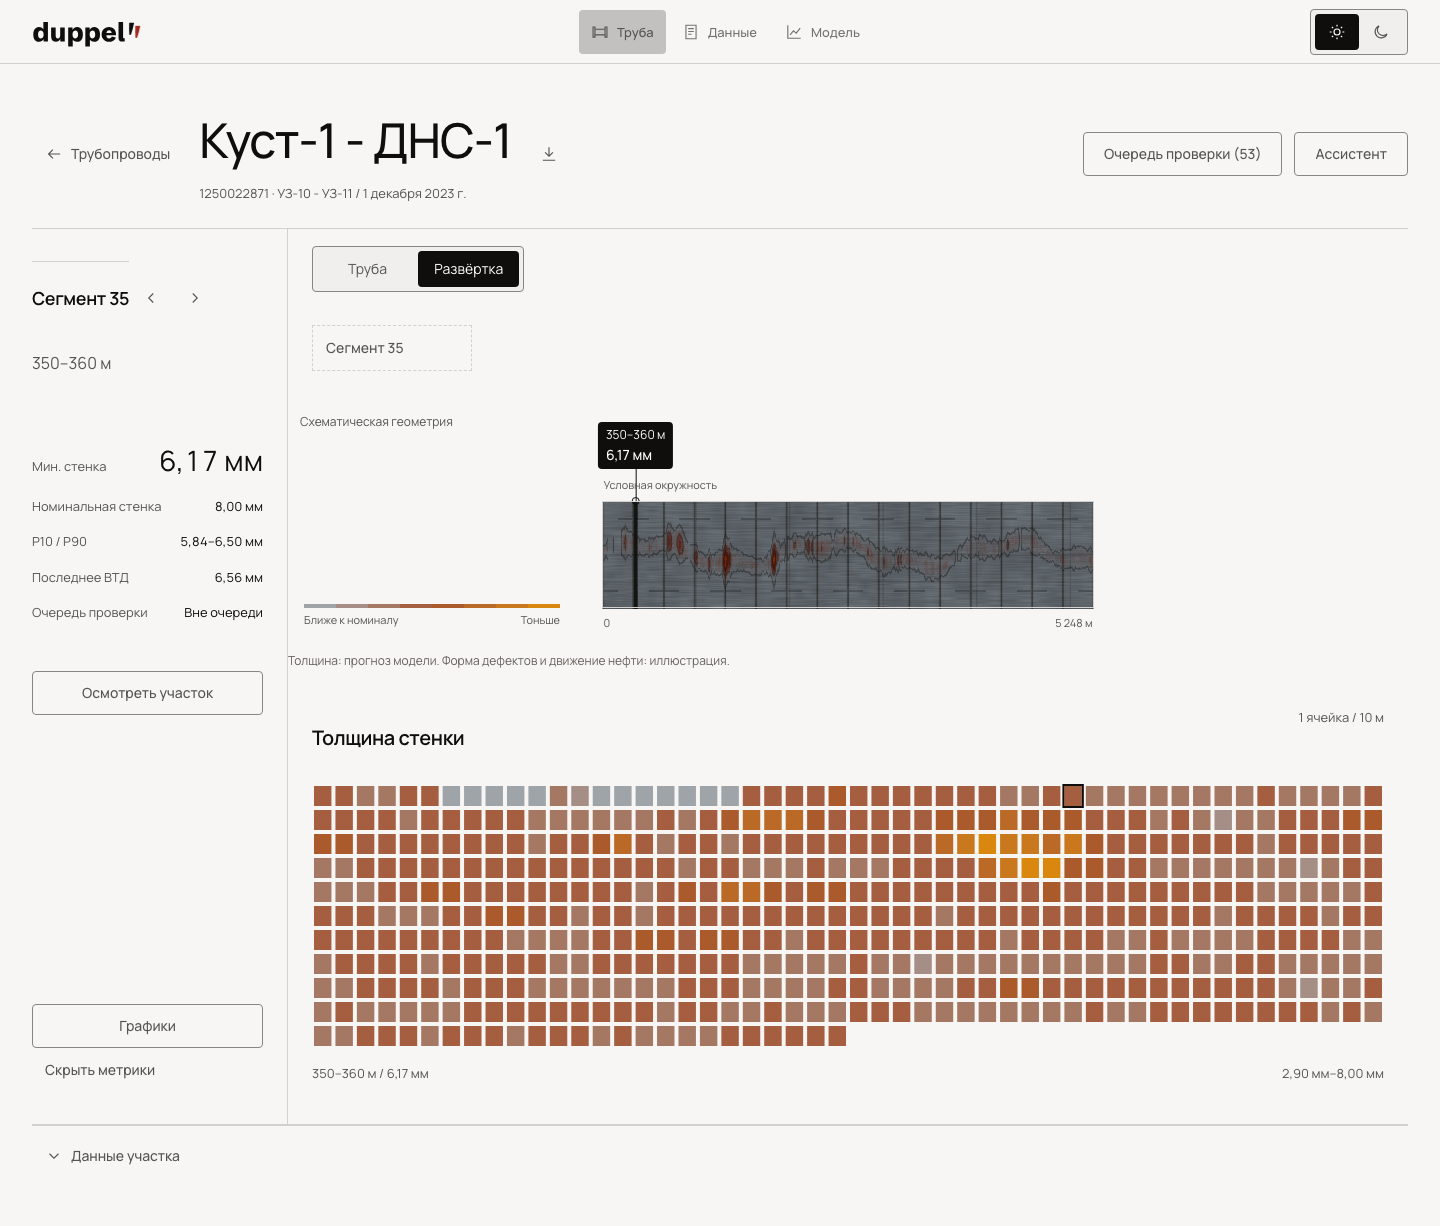 duppel
Труба
Данные
Модель
Трубопроводы
Куст-1 - ДНС-1
1250022871 · УЗ-10 - УЗ-11 / 1 декабря 2023 г.
Очередь проверки (53)
Ассистент
Сегмент 35
350–360 м
Мин. стенка 6,17 мм
Номинальная стенка 8,00 мм
P10 / P90 5,84–6,50 мм
Последнее ВТД 6,56 мм
Очередь проверки Вне очереди
Осмотреть участок
Графики
Скрыть метрики
Труба
Развёртка
Сегмент 35
Схематическая геометрия
350–360 м
6,17 мм
Условная окружность
0 5 248 м
Ближе к номиналу Тоньше
Толщина: прогноз модели. Форма дефектов и движение нефти: иллюстрация.
1 ячейка / 10 м
Толщина стенки
350–360 м / 6,17 мм
2,90 мм–8,00 мм
Данные участка